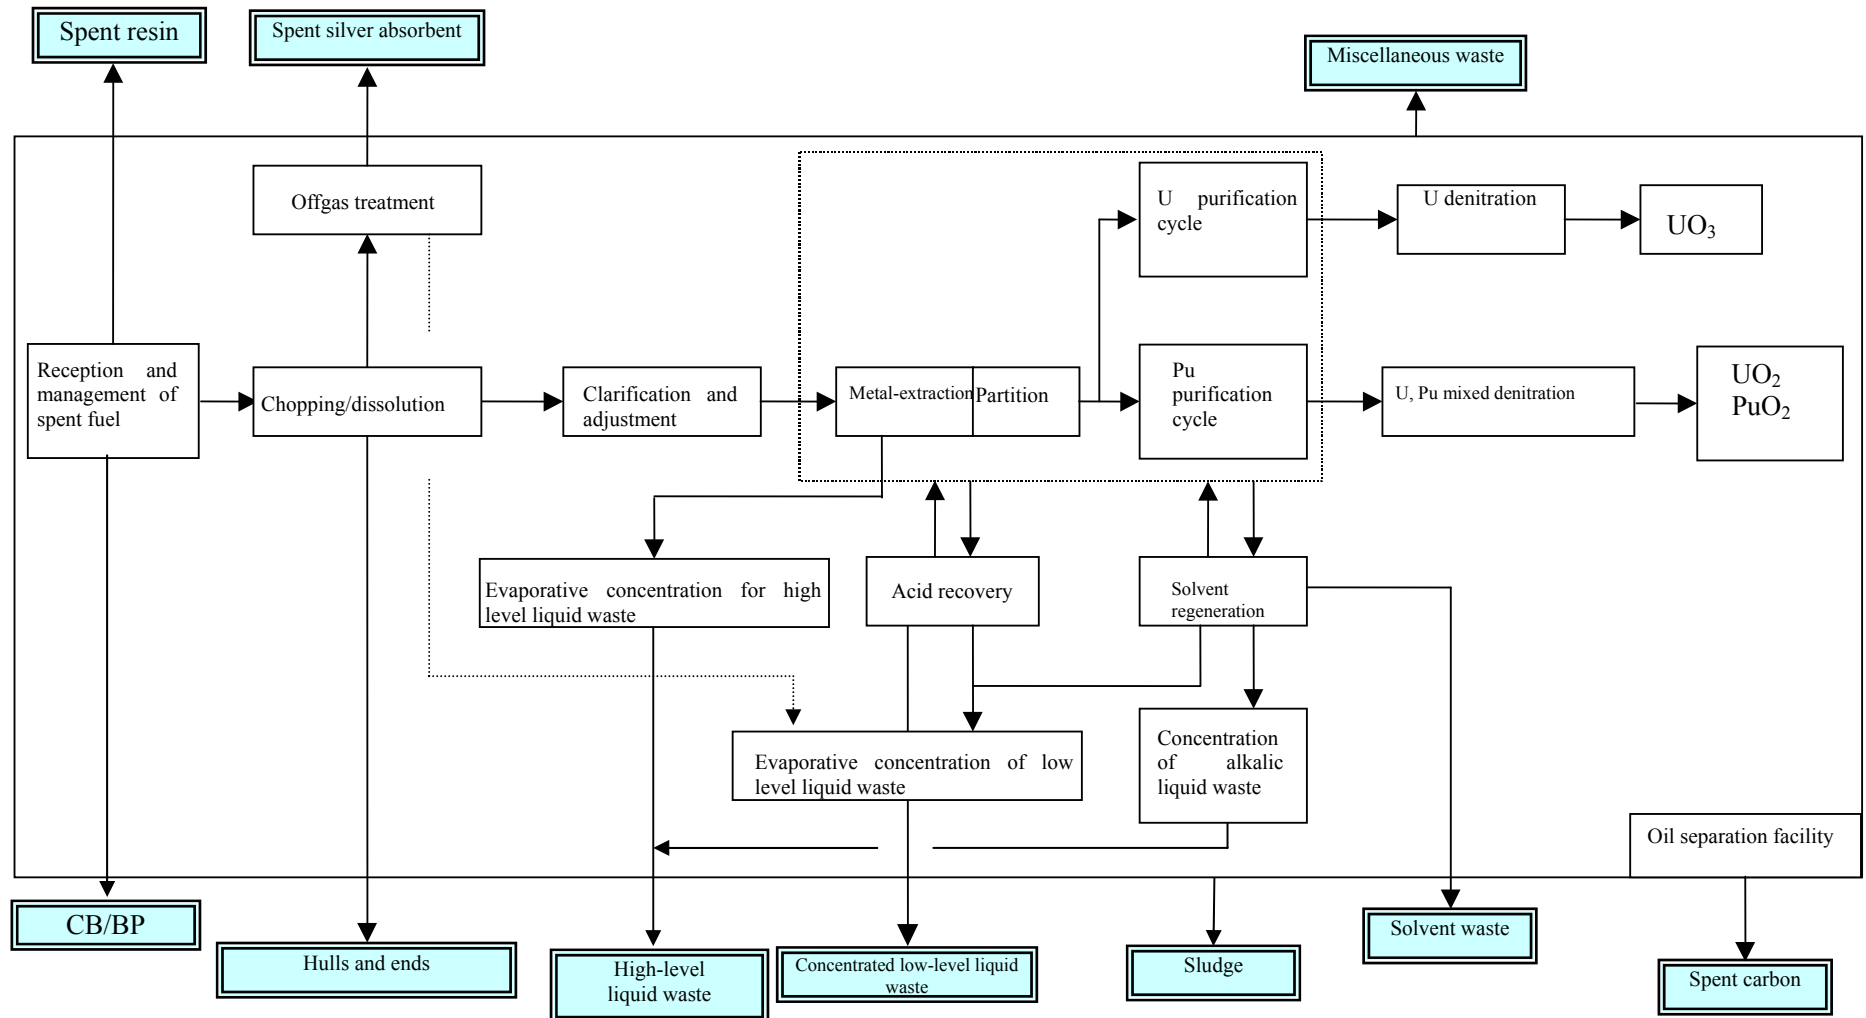 Spent resin
Spent silver absorbent
Miscellaneous waste
Offgas treatment
U purification
cycle
U denitration
UO₃
Reception and
management of
spent fuel
Chopping/dissolution
Clarification and
adjustment
Metal-extraction
Partition
Pu
purification
cycle
U, Pu mixed denitration
UO₂
PuO₂
Evaporative concentration for high
level liquid waste
Acid recovery
Solvent
regeneration
Evaporative concentration of low
level liquid waste
Concentration
of alkalic
liquid waste
Oil separation facility
CB/BP
Hulls and ends
High-level
liquid waste
Concentrated low-level liquid
waste
Sludge
Solvent waste
Spent carbon